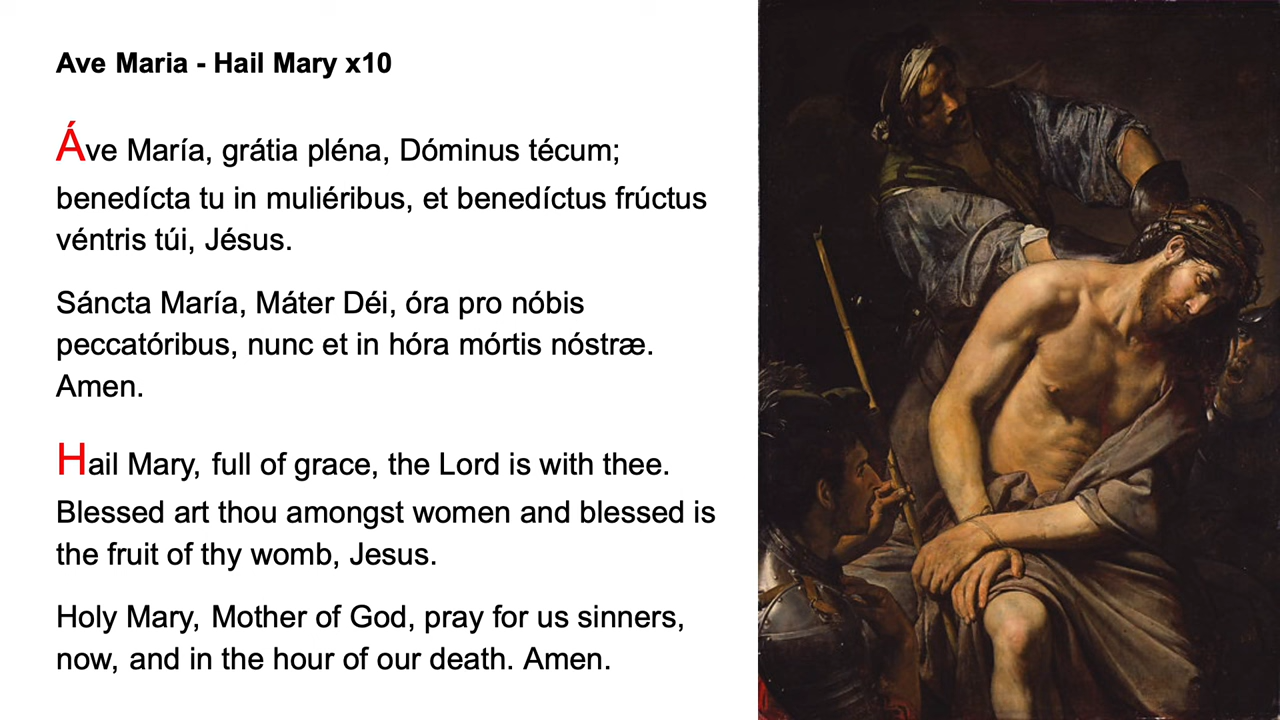 Ave Maria - Hail Mary x10
Áve María, grátia pléna, Dóminus técum;
benedícta tu in muliéribus, et benedíctus frúctus
véntris túi, Jésus.
Sáncta María, Máter Déi, óra pro nóbis
peccatóribus, nunc et in hóra mórtis nóstræ.
Amen.
Hail Mary, full of grace, the Lord is with thee.
Blessed art thou amongst women and blessed is
the fruit of thy womb, Jesus.
Holy Mary, Mother of God, pray for us sinners,
now, and in the hour of our death. Amen.